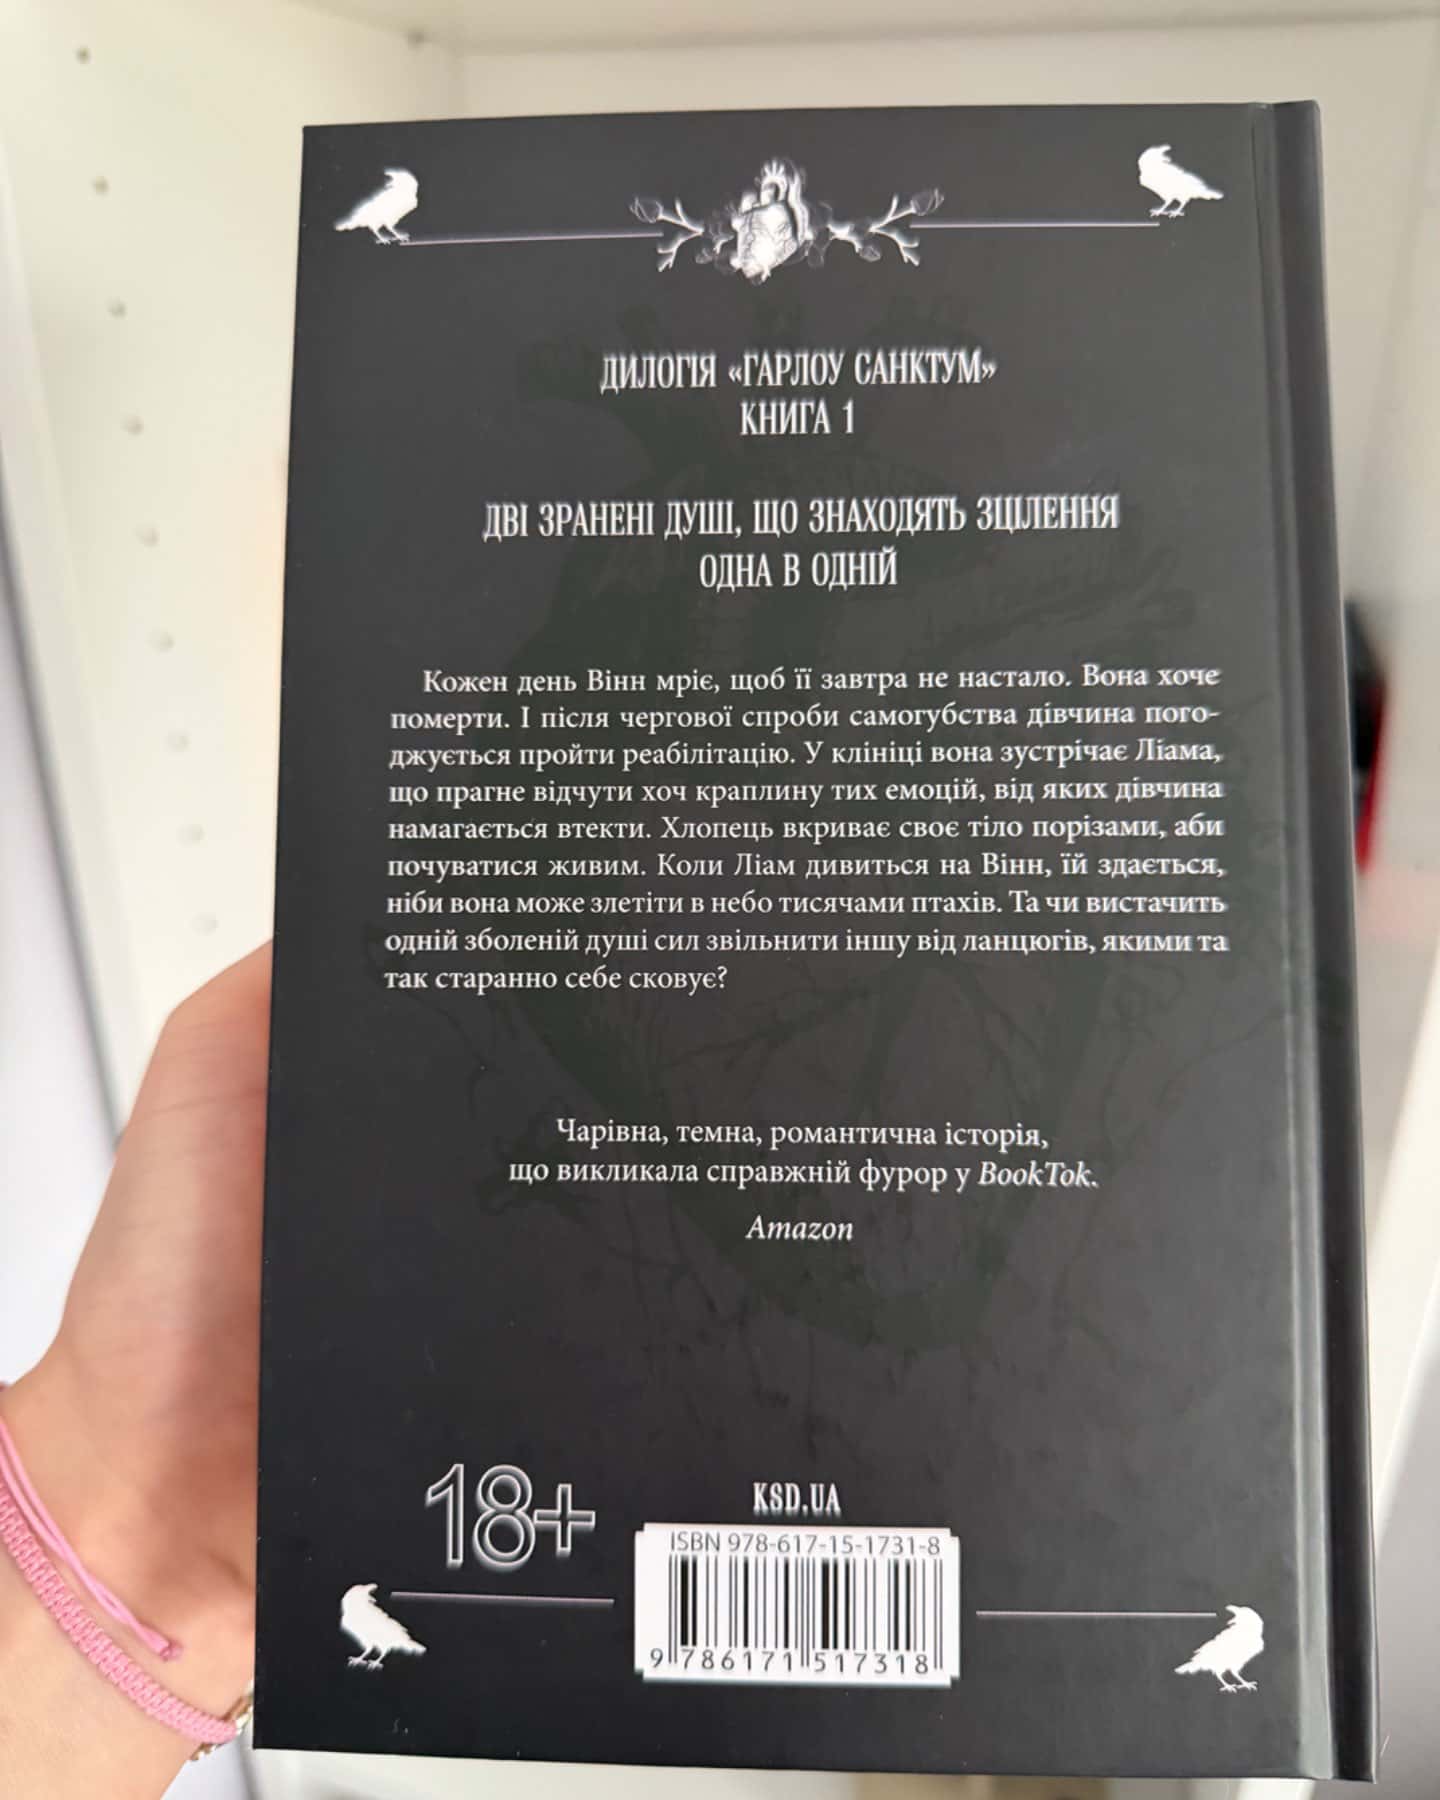 ДИЛОГІЯ «ГАРЛОУ САНКТУМ»
КНИГА 1
ДВІ ЗРАНЕНІ ДУШІ, ЩО ЗНАХОДЯТЬ ЗЦІЛЕННЯ
ОДНА В ОДНІЙ
Кожен день Вінн мріє, щоб її завтра не настало. Вона хоче
померти. І після чергової спроби самогубства дівчина пого-
джується пройти реабілітацію. У клініці вона зустрічає Ліама,
що прагне відчути хоч краплину тих емоцій, від яких дівчина
намагається втекти. Хлопець вкриває своє тіло порізами, аби
почуватися живим. Коли Ліам дивиться на Вінн, їй здається,
ніби вона може злетіти в небо тисячами птахів. Та чи вистачить
одній зболеній душі сил звільнити іншу від ланцюгів, якими та
так старанно себе сковує?
Чарівна, темна, романтична історія,
що викликала справжній фурор у BookTok.
Amazon
18+
KSD.UA
ISBN 978-617-15-1731-8
9 786171 517318